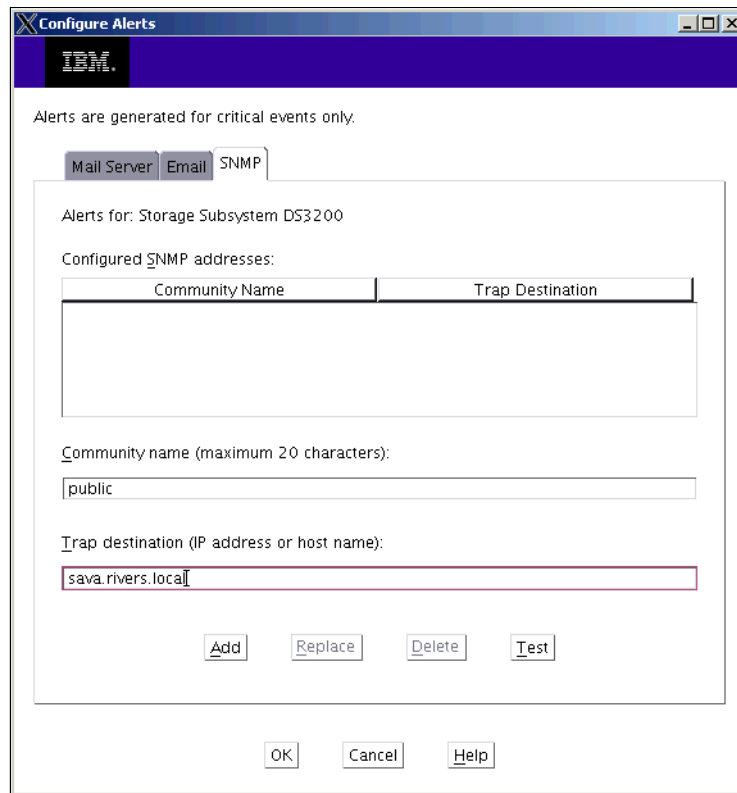 Configure Alerts
IBM.
Alerts are generated for critical events only.
Mail Server Email SNMP
Alerts for: Storage Subsystem DS3200
Configured SNMP addresses:
Community Name Trap Destination
Community name (maximum 20 characters):
public
Trap destination (IP address or host name):
sava.rivers.local
Add Replace Delete Test
OK Cancel Help